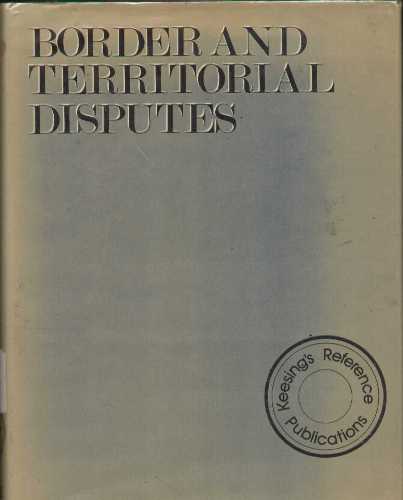 BORDER AND
TERRITORIAL
DISPUTES
Keesing's Reference
Publications